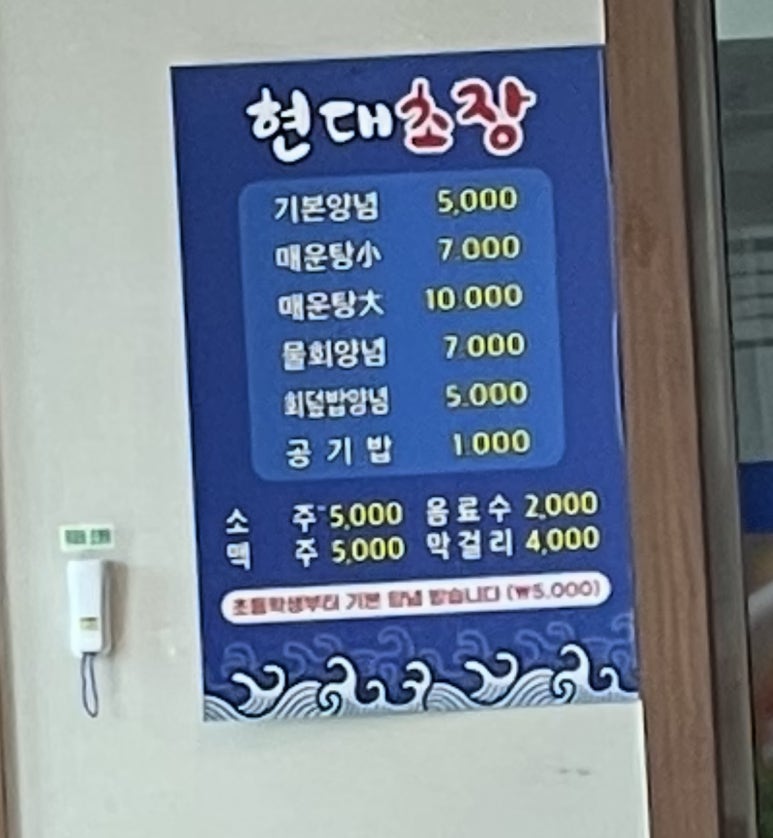 현대초장
기본양념 5,000
매운탕小 7.000
매운탕大 10.000
물회양념 7.000
회덮밥양념 5.000
공기밥 1.000
소주 5,000 음료수 2,000
맥주 5,000 막걸리 4,000
초등학생부터 기본 양념 받습니다 (₩5,000)